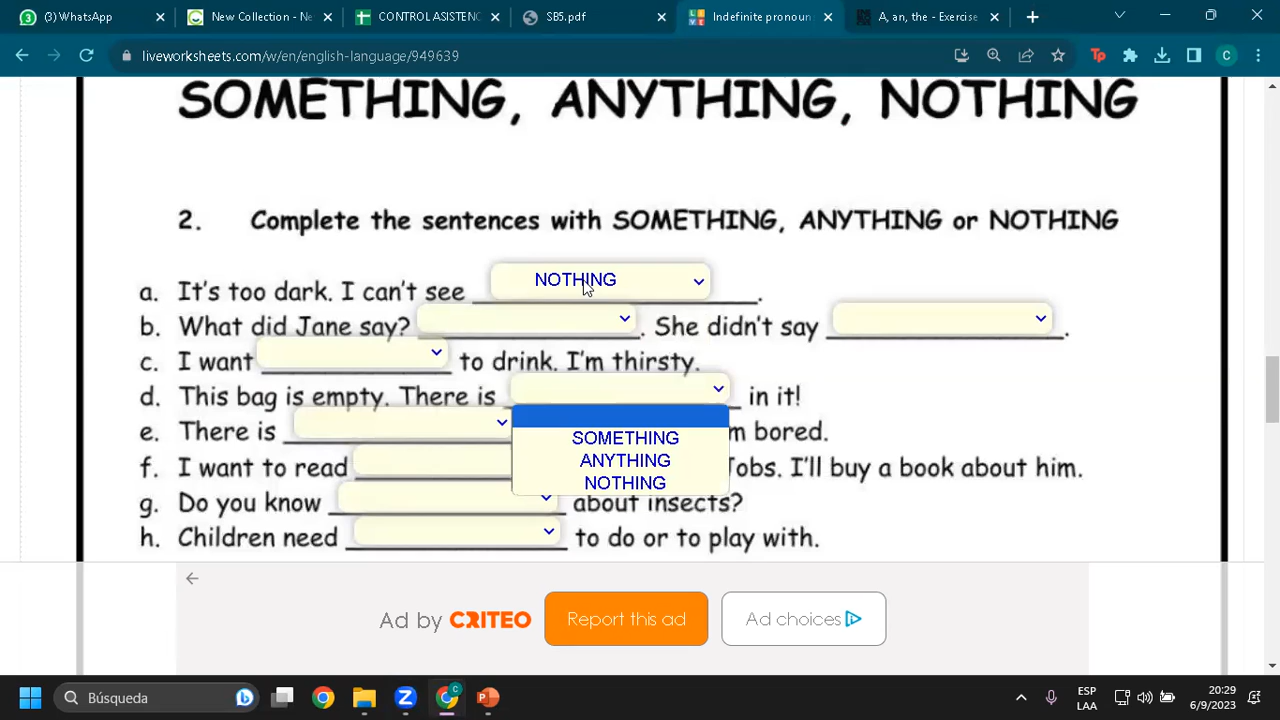 (3) WhatsApp
New Collection - Ne
CONTROL ASISTENC
SB5.pdf
Indefinite pronoun
A, an, the - Exercise
liveworksheets.com/w/en/english-language/949639
Tp
C
SOMETHING, ANYTHING, NOTHING
2. Complete the sentences with SOMETHING, ANYTHING or NOTHING
a. It's too dark. I can't see NOTHING.
b. What did Jane say? . She didn't say .
c. I want to drink. I'm thirsty.
d. This bag is empty. There is in it!
SOMETHING
ANYTHING
NOTHING
e. There is m bored.
f. I want to read Jobs. I'll buy a book about him.
g. Do you know about insects?
h. Children need to do or to play with.
Ad by CRITEO
Report this ad
Ad choices
Búsqueda
ESP
LAA
20:29
6/9/2023